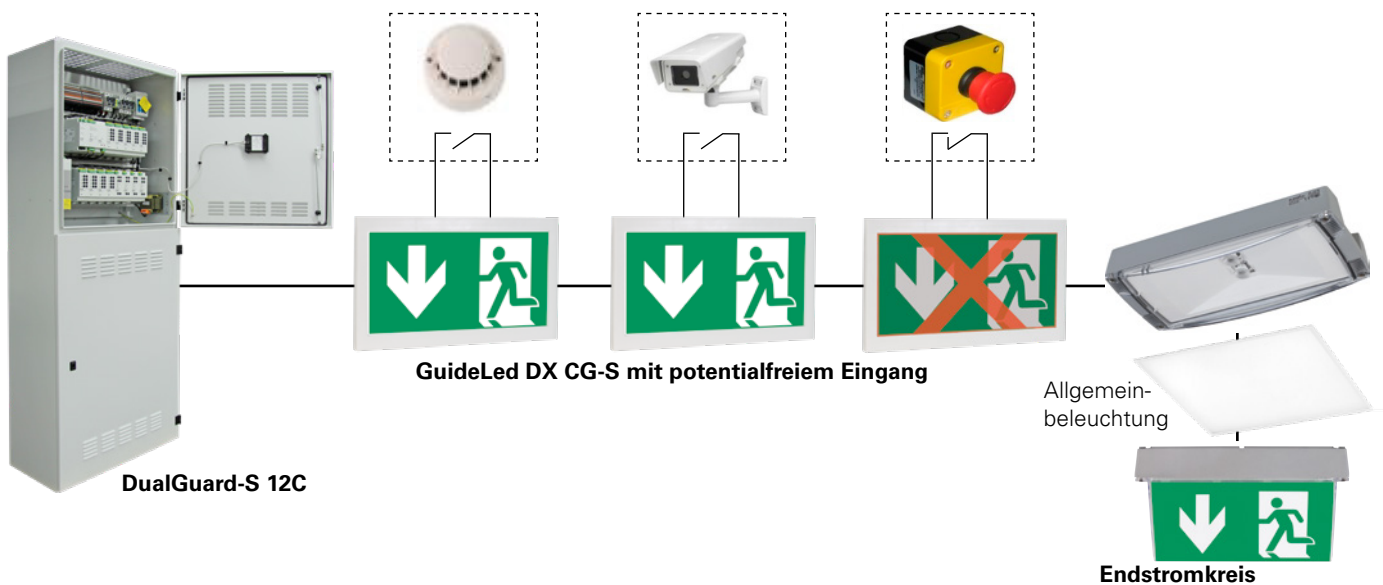 GuideLed DX CG-S mit potentialfreiem Eingang
Allgemein-
beleuchtung
DualGuard-S 12C
Endstromkreis